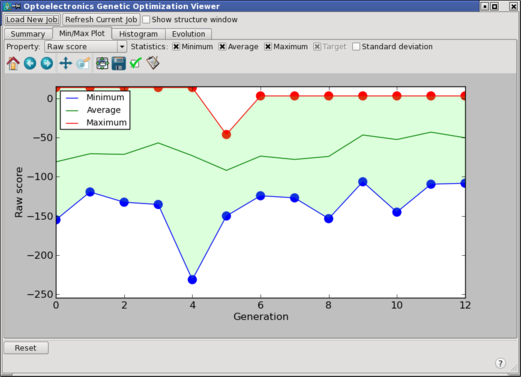 Optoelectronics Genetic Optimization Viewer
Load New Job Refresh Current Job Show structure window
Summary Min/Max Plot Histogram Evolution
Property: Raw score Statistics: Minimum Average Maximum Target Standard deviation
Minimum
Average
Maximum
0
−50
−100
−150
−200
−250
Raw score
0 2 4 6 8 10 12
Generation
Reset
?